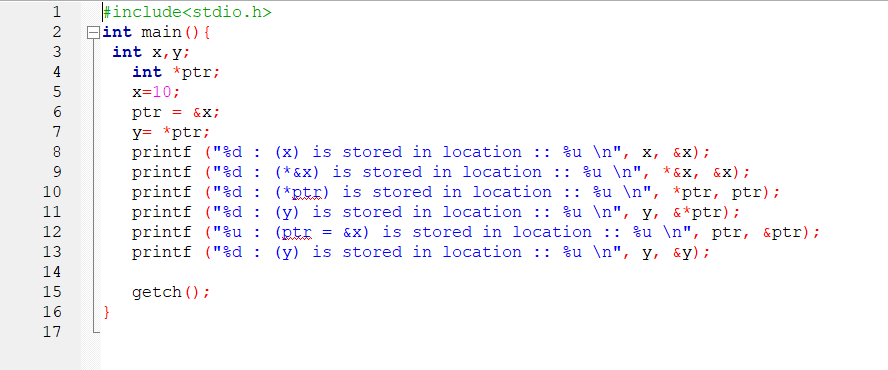 1 #include<stdio.h>
2 int main(){
3 int x,y;
4 int *ptr;
5 x=10;
6 ptr = &x;
7 y= *ptr;
8 printf ("%d : (x) is stored in location :: %u \n", x, &x);
9 printf ("%d : (*&x) is stored in location :: %u \n", *&x, &x);
10 printf ("%d : (*ptr) is stored in location :: %u \n", *ptr, ptr);
11 printf ("%d : (y) is stored in location :: %u \n", y, &*ptr);
12 printf ("%u : (ptr = &x) is stored in location :: %u \n", ptr, &ptr);
13 printf ("%d : (y) is stored in location :: %u \n", y, &y);
14
15 getch();
16 }
17